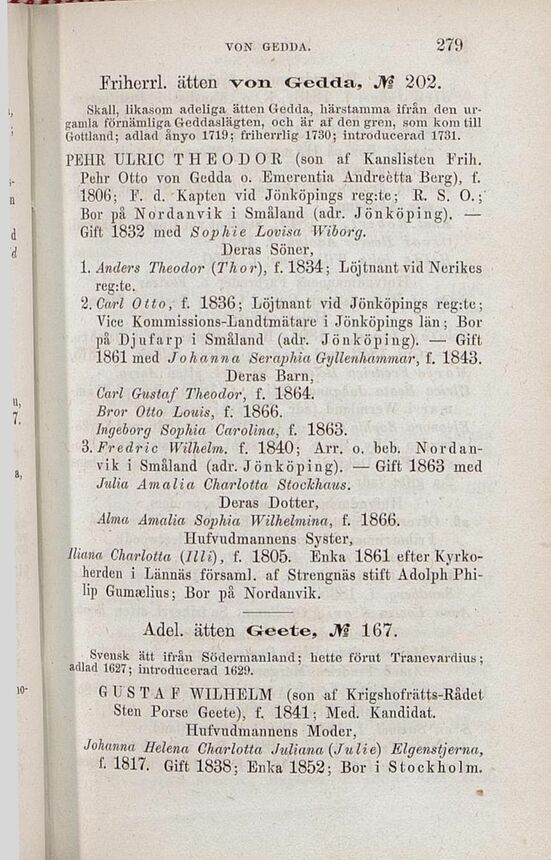 VON GEDDA. 279
Friherrl. ätten von Gedda, № 202.
Skall, likasom adeliga ätten Gedda, härstamma ifrån den ur-
gamla förnämliga Geddaslägten, och är af den gren, som kom till
Gottland; adlad ånyo 1719; friherrlig 1730; introducerad 1731.
PEHR ULRIC THEODOR (son af Kanslisten Frih.
Pehr Otto von Gedda o. Emerentia Andreëtta Berg), f.
1806; F. d. Kapten vid Jönköpings reg:te; R. S. O.;
Bor på Nordanvik i Småland (adr. Jönköping). —
Gift 1832 med Sophie Lovisa Wiborg.
Deras Söner,
1. Anders Theodor (Thor), f. 1834; Löjtnant vid Nerikes
reg:te.
2. Carl Otto, f. 1836; Löjtnant vid Jönköpings reg:te;
Vice Kommissions-Landtmätare i Jönköpings län; Bor
på Djufarp i Småland (adr. Jönköping). — Gift
1861 med Johanna Seraphia Gyllenhammar, f. 1843.
Deras Barn,
Carl Gustaf Theodor, f. 1864.
Bror Otto Louis, f. 1866.
Ingeborg Sophia Carolina, f. 1863.
3. Fredric Wilhelm, f. 1840; Arr. o. beb. Nordan-
vik i Småland (adr. Jönköping). — Gift 1863 med
Julia Amalia Charlotta Stockhaus.
Deras Dotter,
Alma Amalia Sophia Wilhelmina, f. 1866.
Hufvudmannens Syster,
Iliana Charlotta (Illi), f. 1805. Enka 1861 efter Kyrko-
herden i Lännäs församl. af Strengnäs stift Adolph Phi-
lip Gumælius; Bor på Nordanvik.
Adel. ätten Geete, № 167.
Svensk ätt ifrån Södermanland; hette förut Tranevardius;
adlad 1627; introducerad 1629.
GUSTAF WILHELM (son af Krigshofrätts-Rådet
Sten Porse Geete), f. 1841; Med. Kandidat.
Hufvudmannens Moder,
Johanna Helena Charlotta Juliana (Julie) Elgenstjerna,
f. 1817. Gift 1838; Enka 1852; Bor i Stockholm.